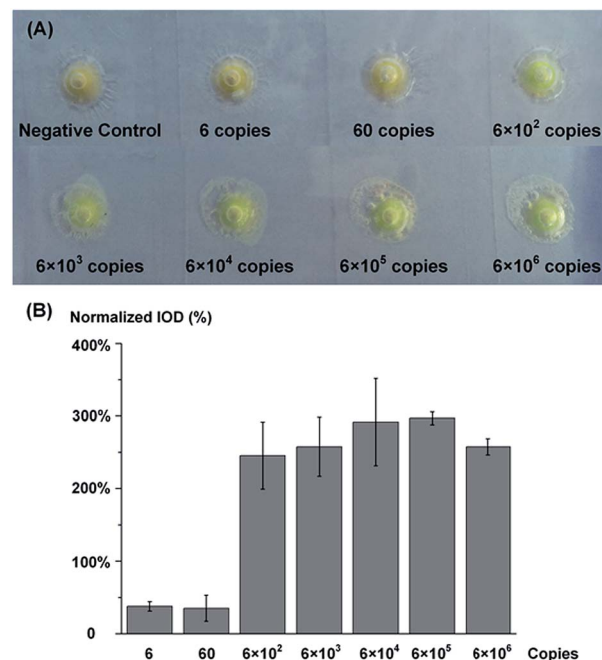 (A)
Negative Control 6 copies 60 copies 6×10² copies
6×10³ copies 6×10⁴ copies 6×10⁵ copies 6×10⁶ copies
(B)
Normalized IOD (%)
400%
300%
200%
100%
0
6 60 6×10² 6×10³ 6×10⁴ 6×10⁵ 6×10⁶ Copies